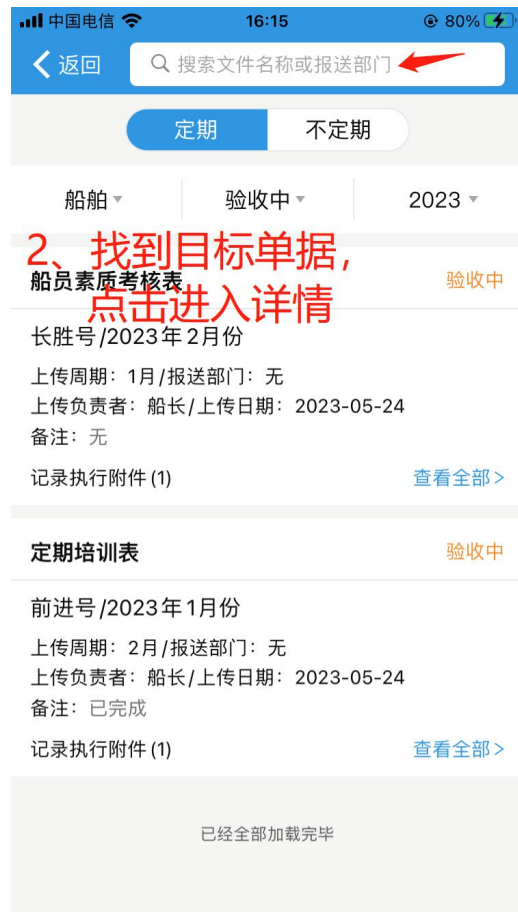 中国电信 16:15 80%
返回 搜索文件名称或报送部门
定期 不定期
船舶 验收中 2023
2、找到目标单据，
点击进入详情
船员素质考核表 验收中
长胜号/2023年2月份
上传周期：1月/报送部门：无
上传负责者：船长/上传日期：2023-05-24
备注：无
记录执行附件(1) 查看全部>
定期培训表 验收中
前进号/2023年1月份
上传周期：2月/报送部门：无
上传负责者：船长/上传日期：2023-05-24
备注：已完成
记录执行附件(1) 查看全部>
已经全部加载完毕